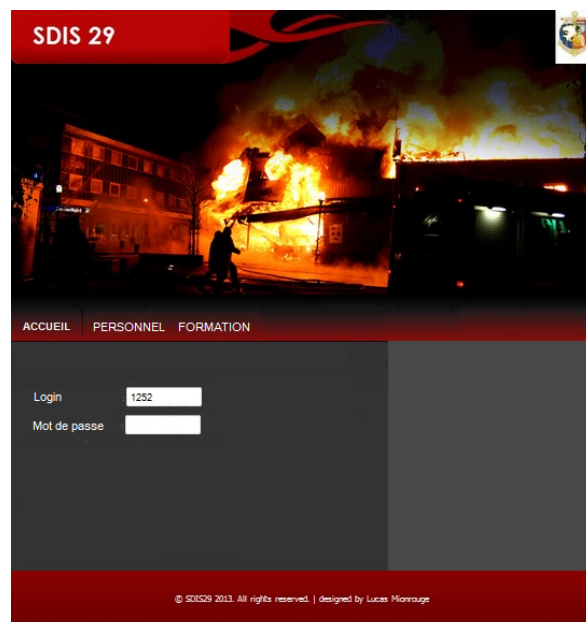 SDIS 29
ACCUEIL PERSONNEL FORMATION
Login : 1252
Mot de passe :
© SDIS29 2013. All rights reserved. | designed by Lucas Mionrouge